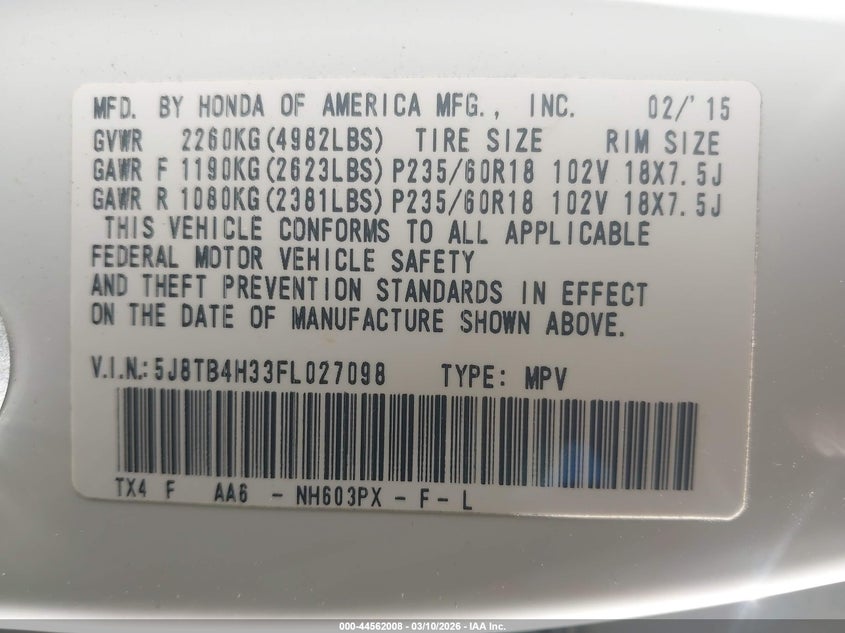 MFD. BY HONDA OF AMERICA MFG., INC. 02/'15
GVWR 2260KG(4982LBS) TIRE SIZE RIM SIZE
GAWR F 1190KG(2623LBS) P235/60R18 102V 18X7.5J
GAWR R 1080KG(2381LBS) P235/60R18 102V 18X7.5J
THIS VEHICLE CONFORMS TO ALL APPLICABLE
FEDERAL MOTOR VEHICLE SAFETY
AND THEFT PREVENTION STANDARDS IN EFFECT
ON THE DATE OF MANUFACTURE SHOWN ABOVE.
V.I.N.: 5J8TB4H33FL027098 TYPE: MPV
TX4 F AA6 - NH603PX - F - L
000-44562008 - 03/10/2026 - IAA Inc.